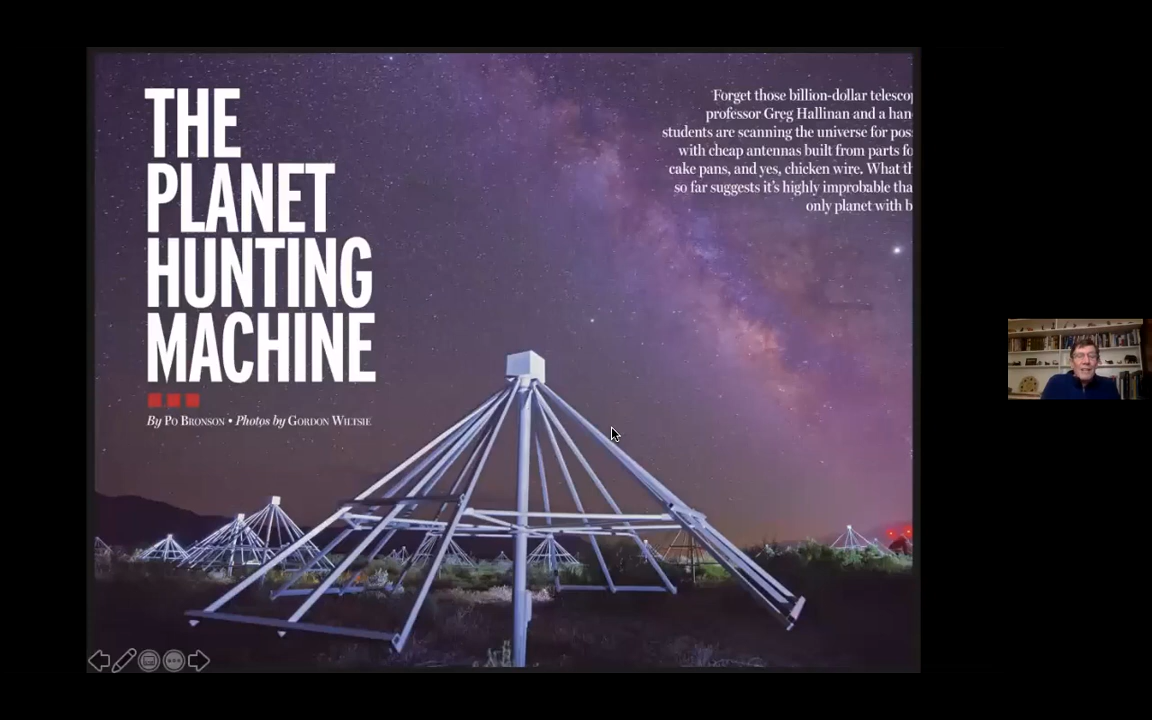 THE
PLANET
HUNTING
MACHINE
By PO BRONSON • Photos by GORDON WILTSIE
Forget those billion-dollar telescop
professor Greg Hallinan and a han
students are scanning the universe for pos
with cheap antennas built from parts fo
cake pans, and yes, chicken wire. What th
so far suggests it's highly improbable tha
only planet with b